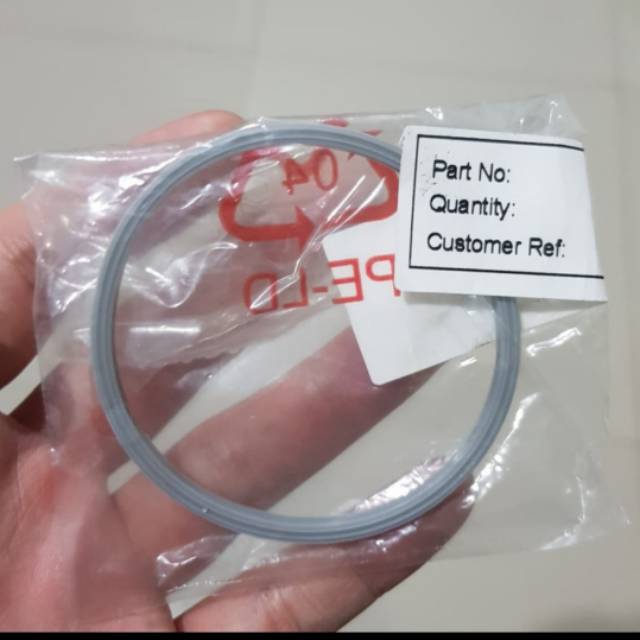 Part No:
Quantity:
Customer Ref:
04
PE-LD